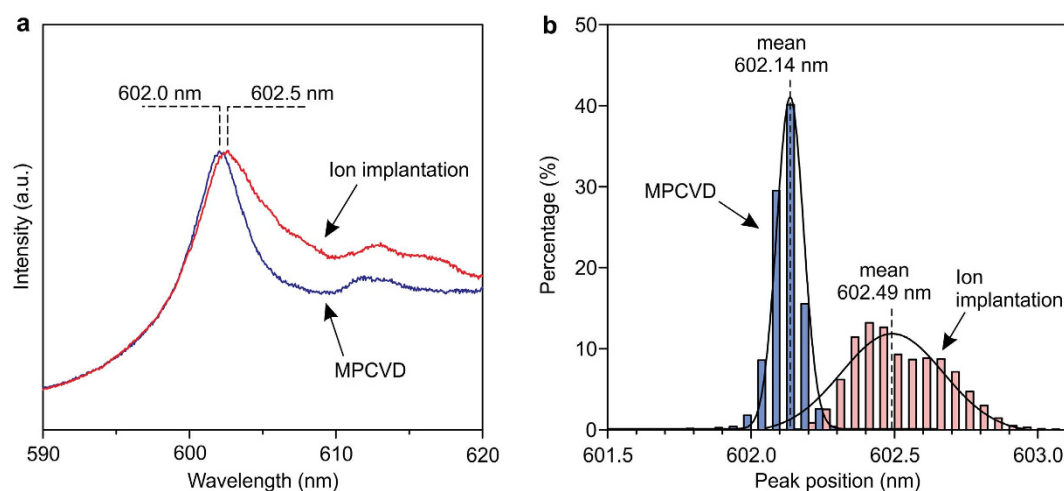 a
602.0 nm
602.5 nm
Ion implantation
MPCVD
Intensity (a.u.)
590
600
610
620
Wavelength (nm)
b
50
40
30
20
10
0
Percentage (%)
mean
602.14 nm
MPCVD
mean
602.49 nm
Ion
implantation
601.5
602.0
602.5
603.0
Peak position (nm)